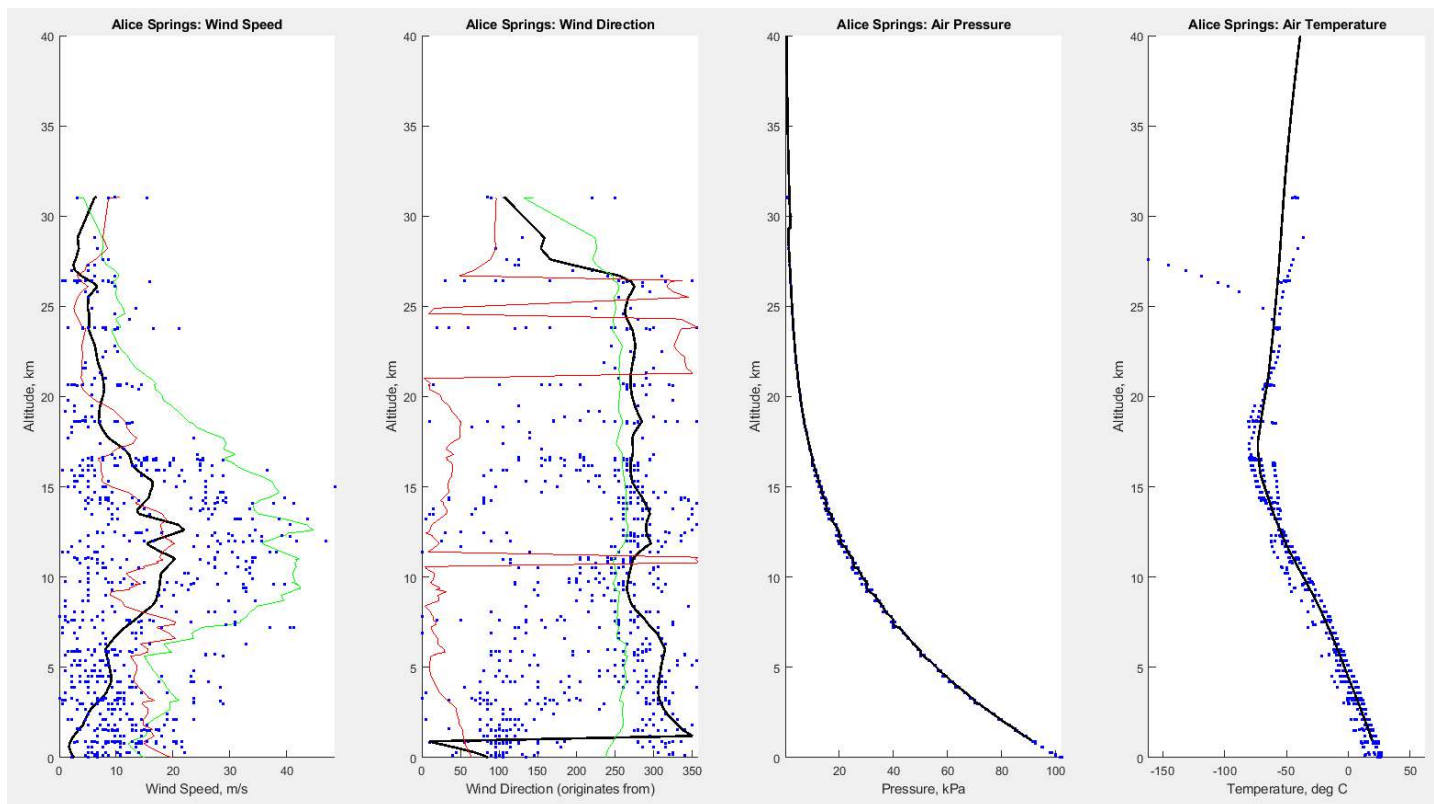 Alice Springs: Wind Speed
40
35
30
25
20
15
10
5
0
Altitude, km
0 10 20 30 40
Wind Speed, m/s
Alice Springs: Wind Direction
40
35
30
25
20
15
10
5
0
Altitude, km
0 50 100 150 200 250 300 350
Wind Direction (originates from)
Alice Springs: Air Pressure
40
35
30
25
20
15
10
5
0
Altitude, km
20 40 60 80 100
Pressure, kPa
Alice Springs: Air Temperature
40
35
30
25
20
15
10
5
0
Altitude, km
-150 -100 -50 0 50
Temperature, deg C